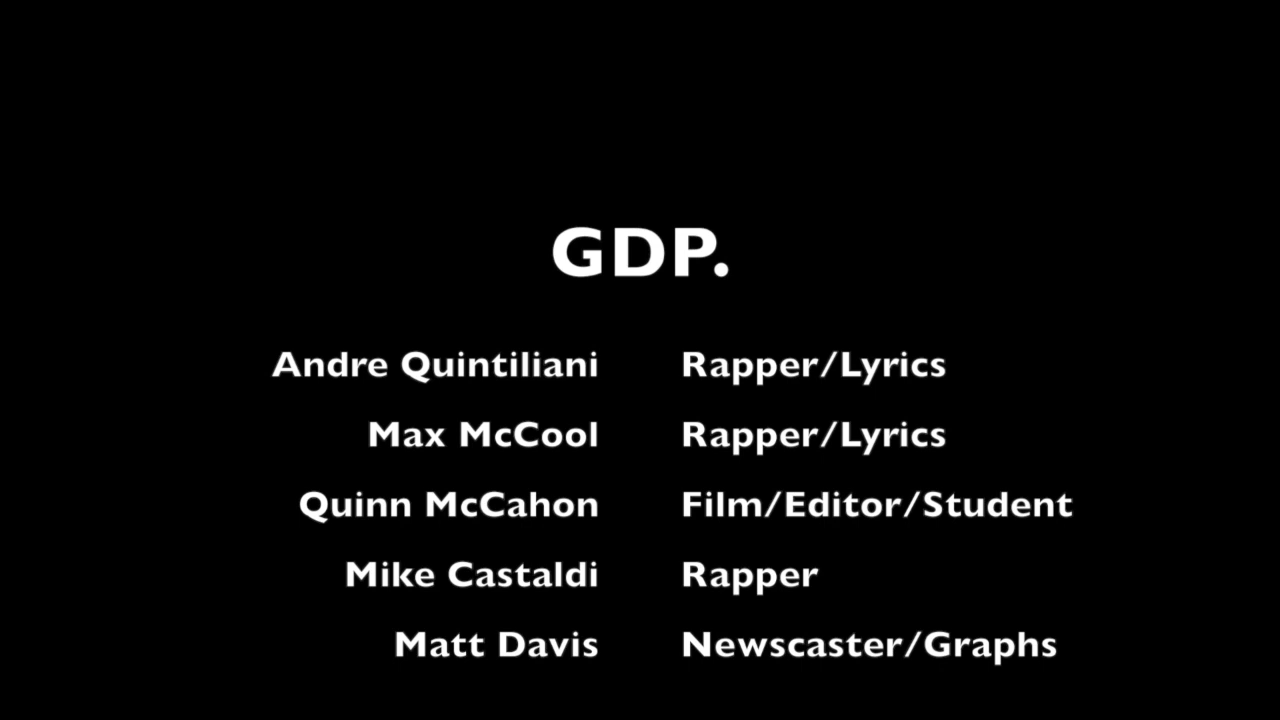 GDP.
Andre Quintiliani Rapper/Lyrics
Max McCool Rapper/Lyrics
Quinn McCahon Film/Editor/Student
Mike Castaldi Rapper
Matt Davis Newscaster/Graphs